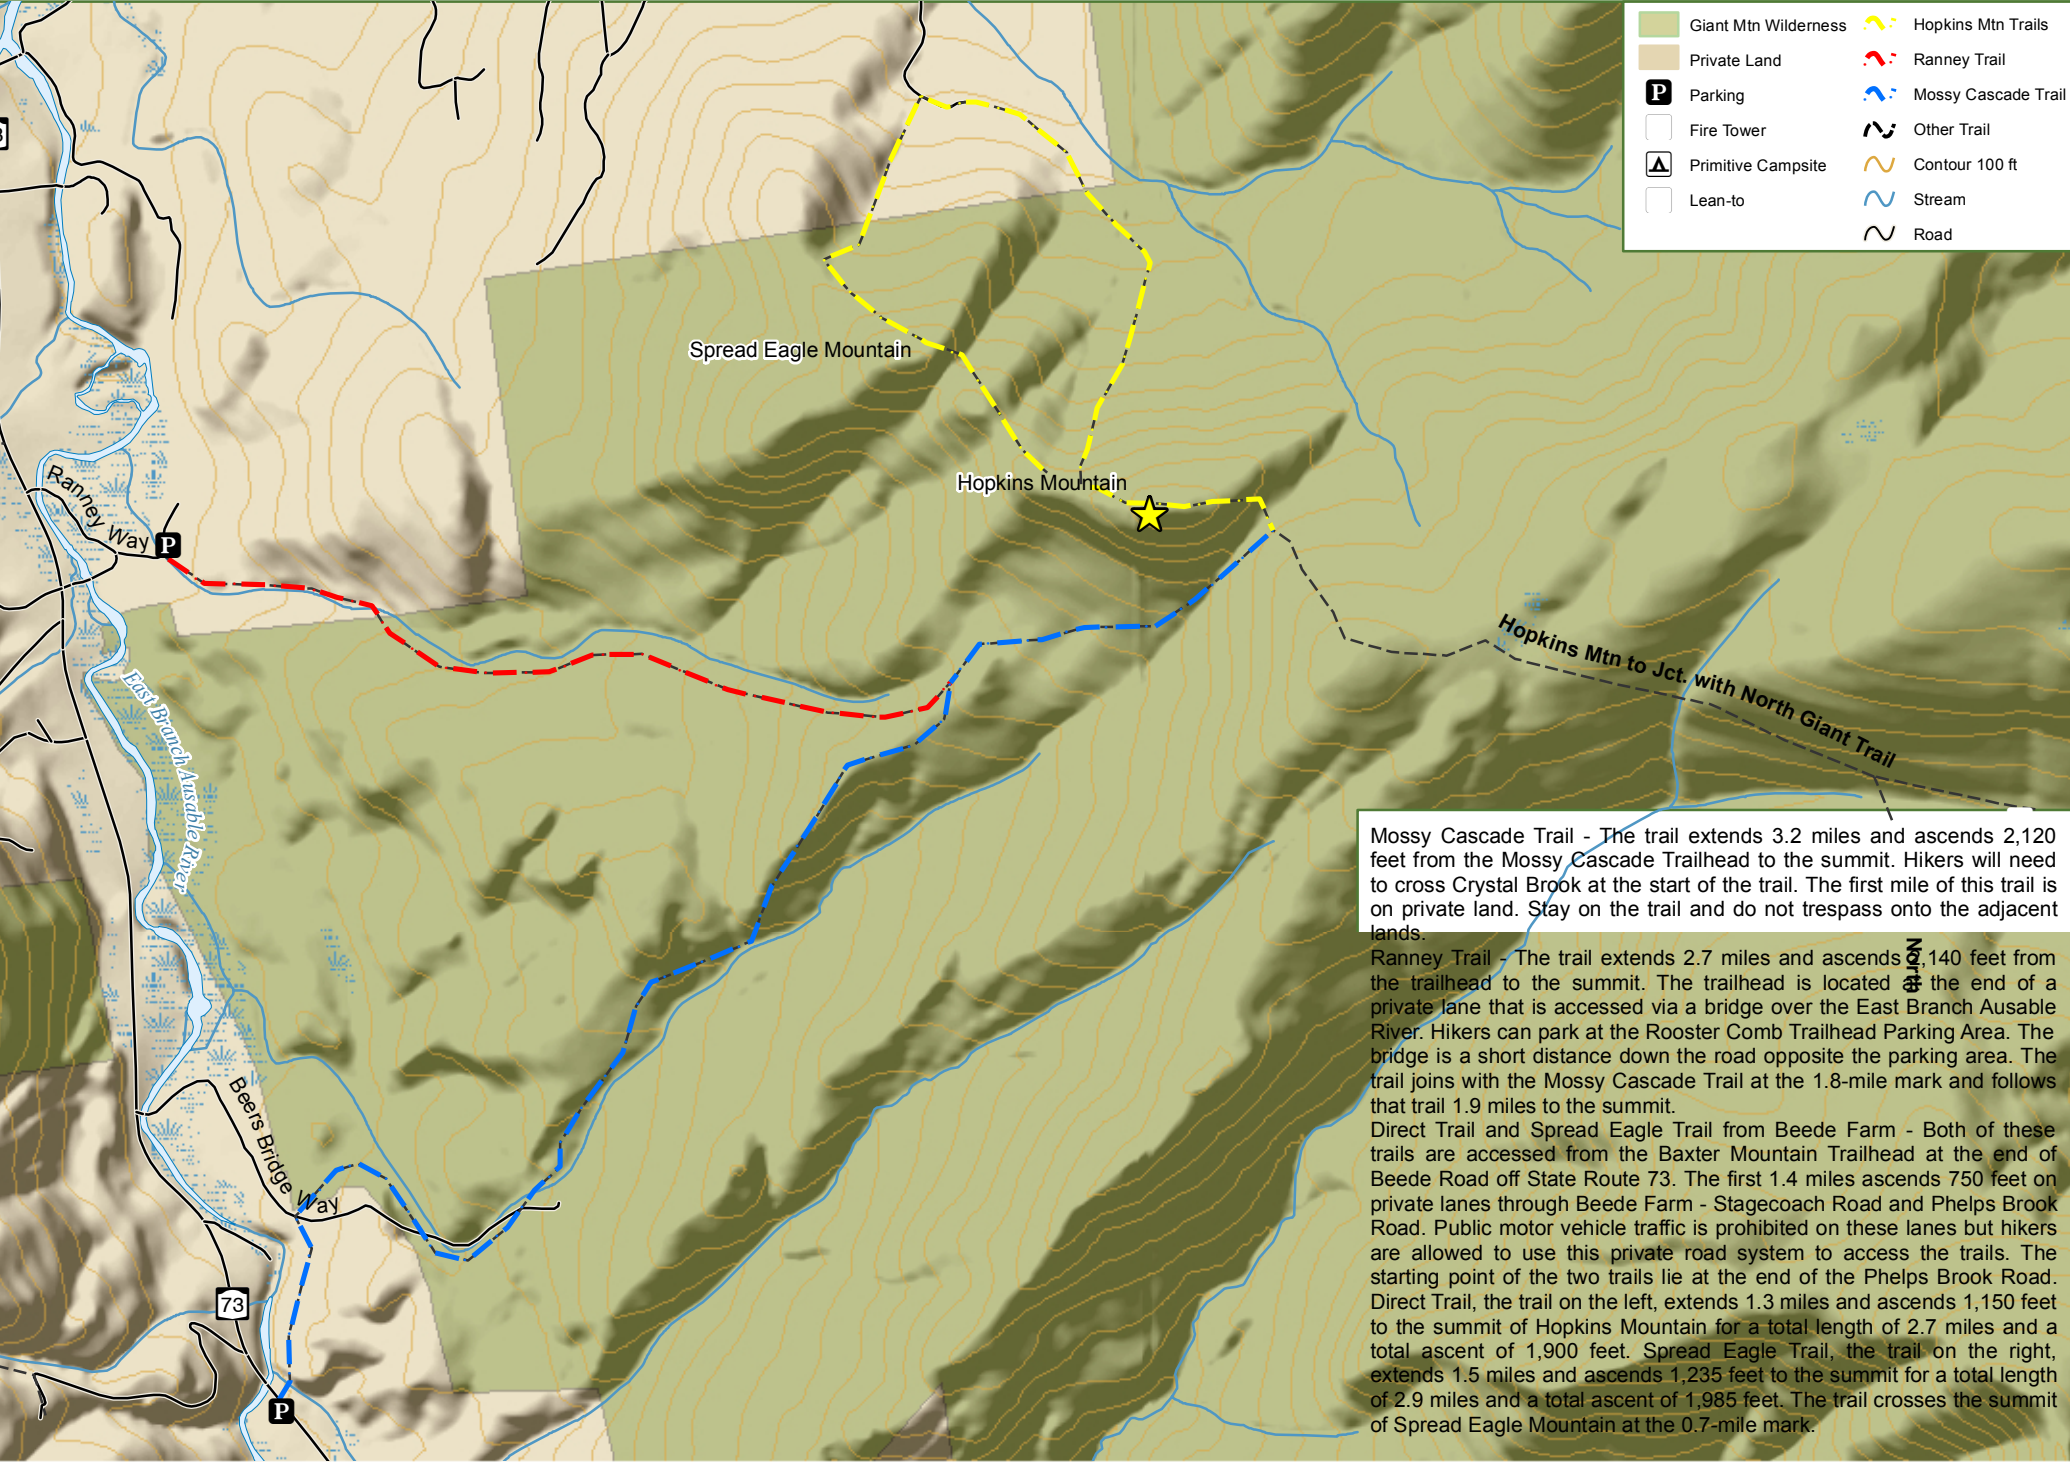 Giant Mtn Wilderness
Private Land
P Parking
Fire Tower
Primitive Campsite
Lean-to
Hopkins Mtn Trails
Ranney Trail
Mossy Cascade Trail
Other Trail
Contour 100 ft
Stream
Road
Spread Eagle Mountain
Hopkins Mountain
Ranney Way
P
East Branch Ausable River
Hopkins Mtn to Jct. with North Giant Trail
North
Beers Bridge Way
73
P
Mossy Cascade Trail - The trail extends 3.2 miles and ascends 2,120
feet from the Mossy Cascade Trailhead to the summit. Hikers will need
to cross Crystal Brook at the start of the trail. The first mile of this trail is
on private land. Stay on the trail and do not trespass onto the adjacent
lands.
Ranney Trail - The trail extends 2.7 miles and ascends 2,140 feet from
the trailhead to the summit. The trailhead is located at the end of a
private lane that is accessed via a bridge over the East Branch Ausable
River. Hikers can park at the Rooster Comb Trailhead Parking Area. The
bridge is a short distance down the road opposite the parking area. The
trail joins with the Mossy Cascade Trail at the 1.8-mile mark and follows
that trail 1.9 miles to the summit.
Direct Trail and Spread Eagle Trail from Beede Farm - Both of these
trails are accessed from the Baxter Mountain Trailhead at the end of
Beede Road off State Route 73. The first 1.4 miles ascends 750 feet on
private lanes through Beede Farm - Stagecoach Road and Phelps Brook
Road. Public motor vehicle traffic is prohibited on these lanes but hikers
are allowed to use this private road system to access the trails. The
starting point of the two trails lie at the end of the Phelps Brook Road.
Direct Trail, the trail on the left, extends 1.3 miles and ascends 1,150 feet
to the summit of Hopkins Mountain for a total length of 2.7 miles and a
total ascent of 1,900 feet. Spread Eagle Trail, the trail on the right,
extends 1.5 miles and ascends 1,235 feet to the summit for a total length
of 2.9 miles and a total ascent of 1,985 feet. The trail crosses the summit
of Spread Eagle Mountain at the 0.7-mile mark.